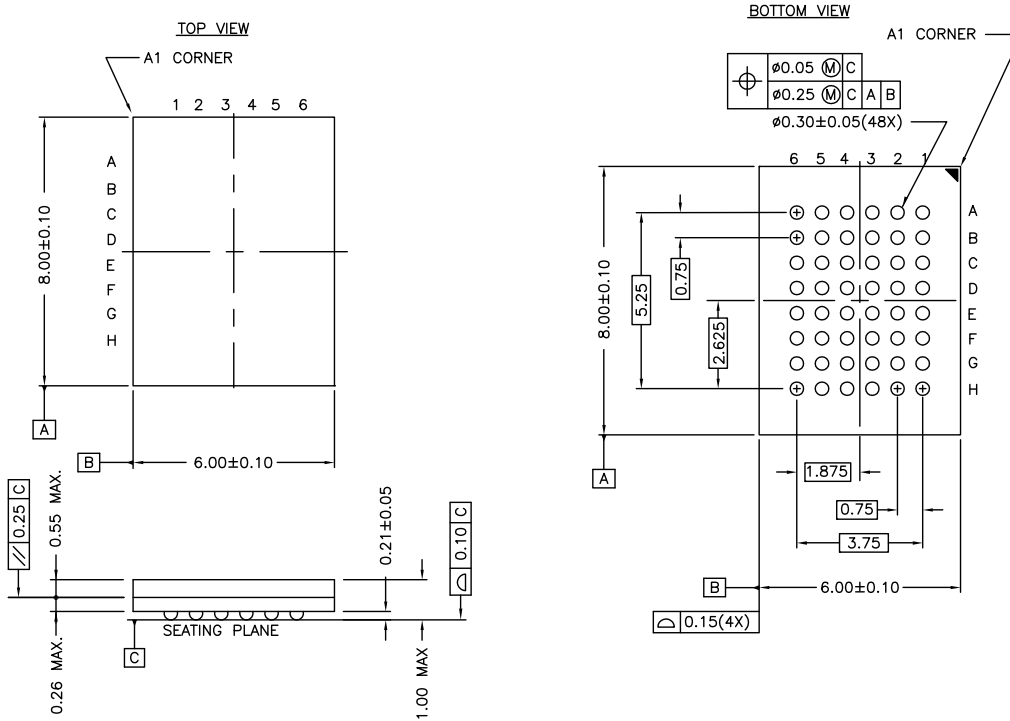 TOP VIEW
A1 CORNER
1 2 3 4 5 6
A
B
C
D
E
F
G
H
8.00±0.10
A
B
6.00±0.10
// 0.25 C
0.55 MAX.
0.26 MAX.
0.21±0.05
⌓ 0.10 C
1.00 MAX
SEATING PLANE
C
BOTTOM VIEW
A1 CORNER
⌖ ⌀0.05 Ⓜ C
⌀0.25 Ⓜ C A B
⌀0.30±0.05(48X)
6 5 4 3 2 1
A
B
C
D
E
F
G
H
8.00±0.10
5.25
0.75
2.625
A
1.875
0.75
3.75
B
6.00±0.10
⌓ 0.15(4X)